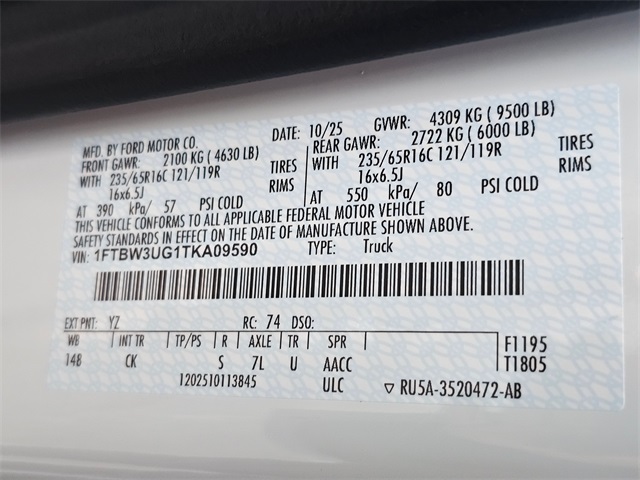 MFD. BY FORD MOTOR CO. DATE: 10/25 GVWR: 4309 KG ( 9500 LB)
FRONT GAWR: 2100 KG ( 4630 LB) REAR GAWR: 2722 KG ( 6000 LB)
WITH 235/65R16C 121/119R TIRES WITH 235/65R16C 121/119R TIRES
16x6.5J RIMS 16x6.5J RIMS
AT 390 kPa/ 57 PSI COLD AT 550 kPa/ 80 PSI COLD
THIS VEHICLE CONFORMS TO ALL APPLICABLE FEDERAL MOTOR VEHICLE
SAFETY STANDARDS IN EFFECT ON THE DATE OF MANUFACTURE SHOWN ABOVE.
VIN: 1FTBW3UG1TKA09590 TYPE: Truck
EXT PNT: YZ RC: 74 DSO:
WB INT TR TP/PS R AXLE TR SPR F1195
148 CK S 7L U AACC T1805
1202510113845 ULC ▽ RU5A-3520472-AB